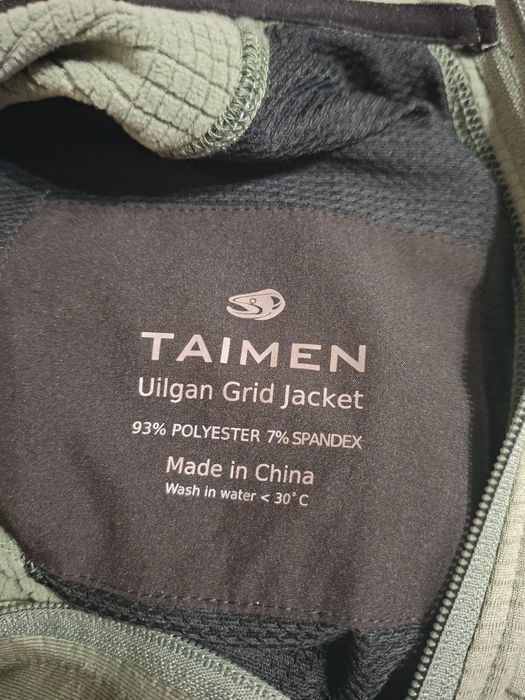 TAIMEN
Uilgan Grid Jacket
93% POLYESTER 7% SPANDEX
Made in China
Wash in water < 30°C